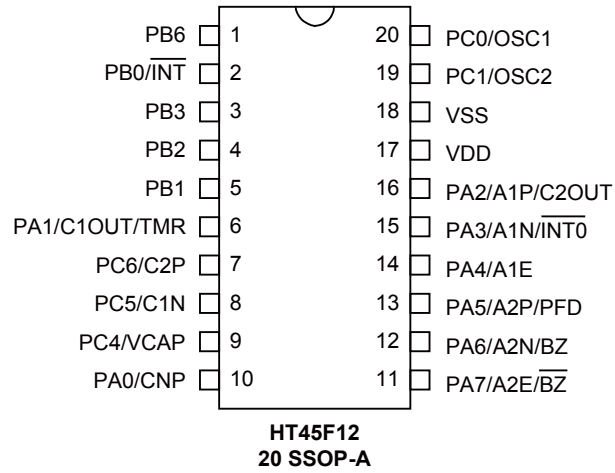 PB6 1 20 PC0/OSC1
PB0/INT 2 19 PC1/OSC2
PB3 3 18 VSS
PB2 4 17 VDD
PB1 5 16 PA2/A1P/C2OUT
PA1/C1OUT/TMR 6 15 PA3/A1N/INT0
PC6/C2P 7 14 PA4/A1E
PC5/C1N 8 13 PA5/A2P/PFD
PC4/VCAP 9 12 PA6/A2N/BZ
PA0/CNP 10 11 PA7/A2E/BZ
HT45F12
20 SSOP-A